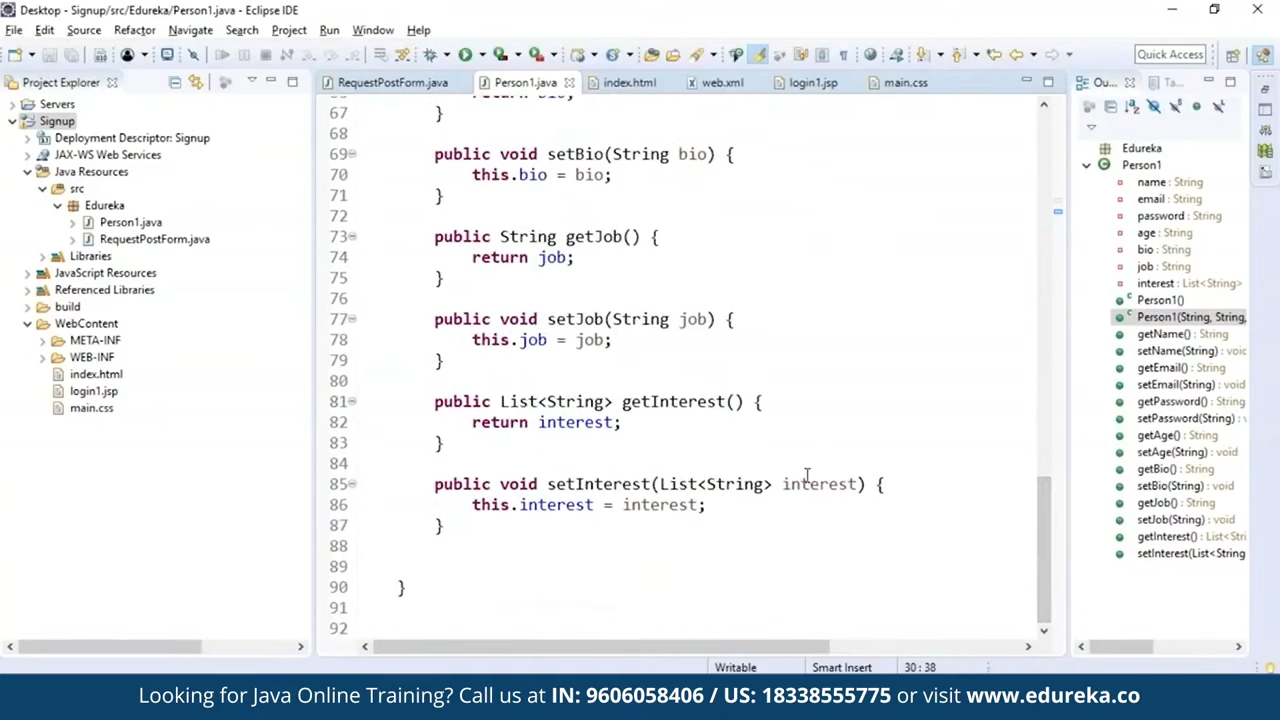 Desktop - Signup/src/Edureka/Person1.java - Eclipse IDE
File Edit Source Refactor Navigate Search Project Run Window Help
Quick Access
Project Explorer
RequestPostForm.java Person1.java index.html web.xml login1.jsp main.css
Ou... Ta...
Servers
Signup
Deployment Descriptor: Signup
JAX-WS Web Services
Java Resources
src
Edureka
Person1.java
RequestPostForm.java
Libraries
JavaScript Resources
Referenced Libraries
build
WebContent
META-INF
WEB-INF
index.html
login1.jsp
main.css
67 }
68
69 public void setBio(String bio) {
70 this.bio = bio;
71 }
72
73 public String getJob() {
74 return job;
75 }
76
77 public void setJob(String job) {
78 this.job = job;
79 }
80
81 public List<String> getInterest() {
82 return interest;
83 }
84
85 public void setInterest(List<String> interest) {
86 this.interest = interest;
87 }
88
89
90 }
91
92
Edureka
Person1
name : String
email : String
password : String
age : String
bio : String
job : String
interest : List<String>
Person1()
Person1(String, String,
getName() : String
setName(String) : void
getEmail() : String
setEmail(String) : void
getPassword() : String
setPassword(String) :
getAge() : String
setAge(String) : void
getBio() : String
setBio(String) : void
getJob() : String
setJob(String) : void
getInterest() : List<Stri
setInterest(List<String
Writable Smart Insert 30 : 38
Looking for Java Online Training? Call us at IN: 9606058406 / US: 18338555775 or visit www.edureka.co